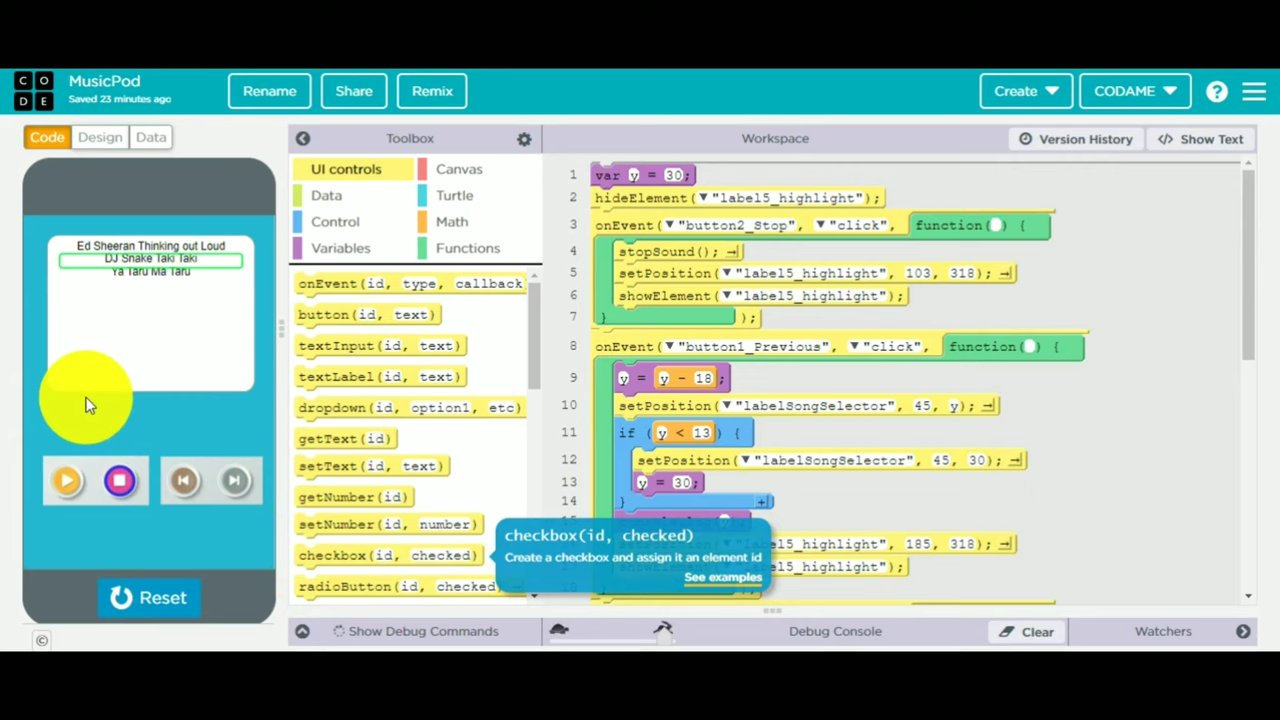 CODE
MusicPod
Saved 23 minutes ago
Rename
Share
Remix
Create
CODAME
?
Code
Design
Data
Toolbox
Workspace
Version History
</> Show Text
Ed Sheeran Thinking out Loud
DJ Snake Taki Taki
Ya Taru Ma Taru
Reset
©
UI controls
Canvas
Data
Turtle
Control
Math
Variables
Functions
onEvent(id, type, callback
button(id, text)
textInput(id, text)
textLabel(id, text)
dropdown(id, option1, etc)
getText(id)
setText(id, text)
getNumber(id)
setNumber(id, number)
checkbox(id, checked)
radioButton(id, checked)
checkbox(id, checked)
Create a checkbox and assign it an element id
See examples
1 var y = 30;
2 hideElement("label5_highlight");
3 onEvent("button2_Stop", "click", function() {
4 stopSound();
5 setPosition("label5_highlight", 103, 318);
6 showElement("label5_highlight");
7 } );
8 onEvent("button1_Previous", "click", function() {
9 y = y - 18;
10 setPosition("labelSongSelector", 45, y);
11 if (y < 13) {
12 setPosition("labelSongSelector", 45, 30);
13 y = 30;
14 }
label5_highlight", 185, 318);
label5_highlight");
Show Debug Commands
Debug Console
Clear
Watchers